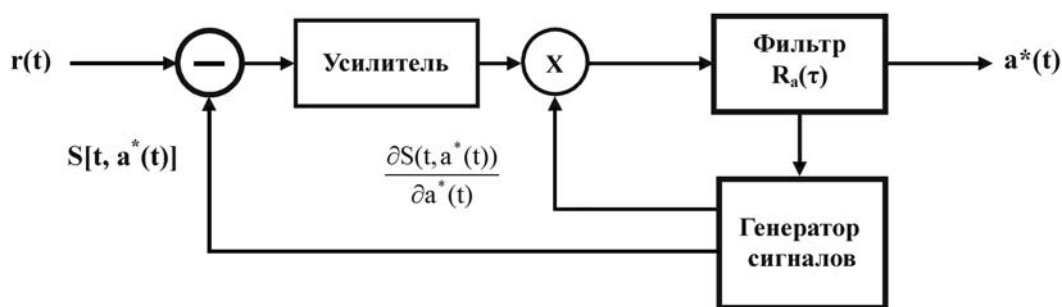 r(t)
−
Усилитель
X
Фильтр
Rₐ(τ)
a*(t)
S[t, a*(t)]
∂S(t, a*(t))
∂a*(t)
Генератор
сигналов